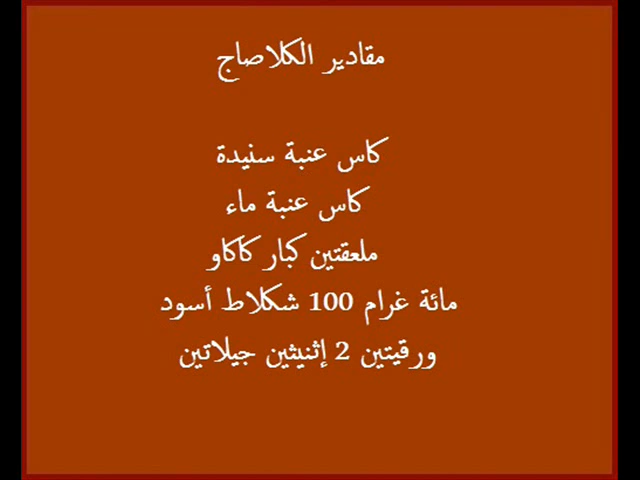 مقادير الكلاصاج
كاس عنبة سنيدة
كاس عنبة ماء
ملعقتين كبار كاكاو
مائة غرام 100 شكلاط أسود
ورقيتين 2 إثنيثين جيلاتين